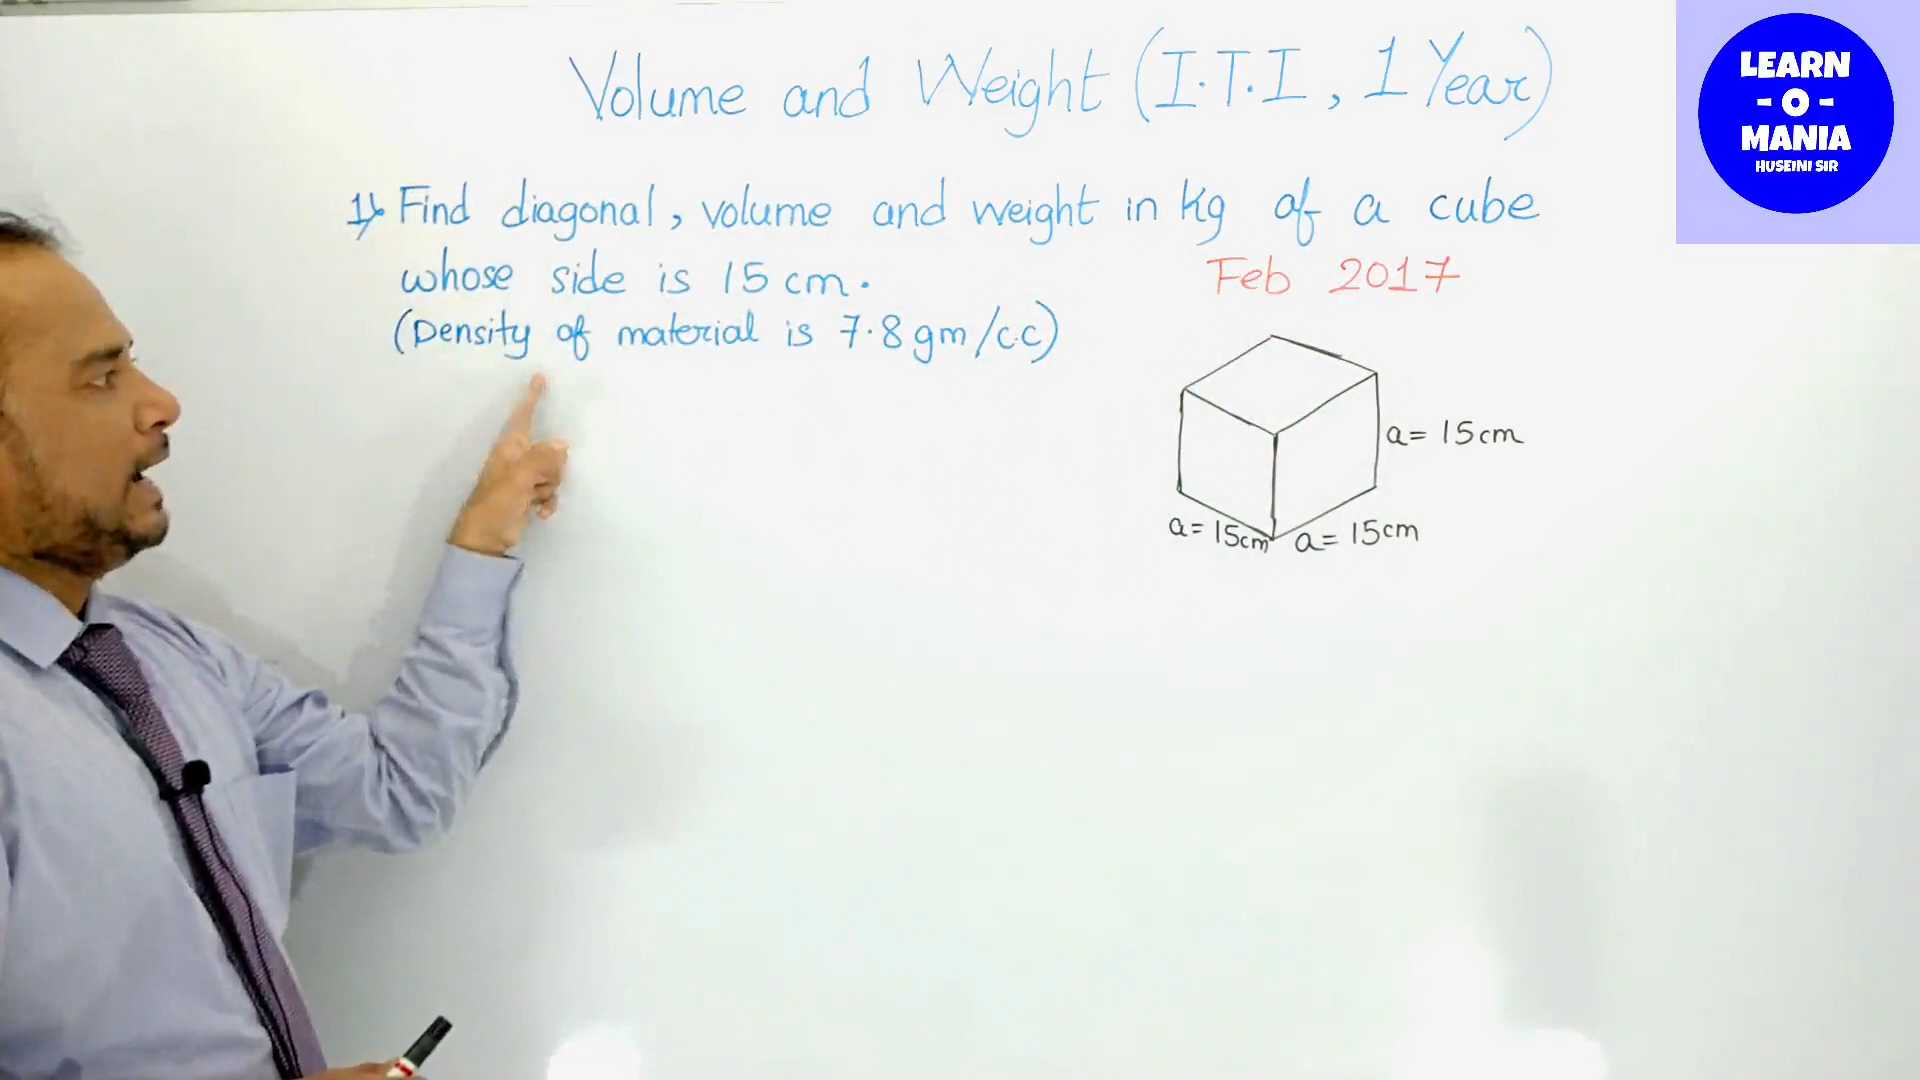 Volume and Weight (I.T.I, 1 Year)
LEARN
- O -
MANIA
HUSEINI SIR
1) Find diagonal, volume and weight in kg of a cube
whose side is 15 cm.
Feb 2017
(Density of material is 7.8 gm/c.c)
a = 15cm
a = 15cm
a = 15cm